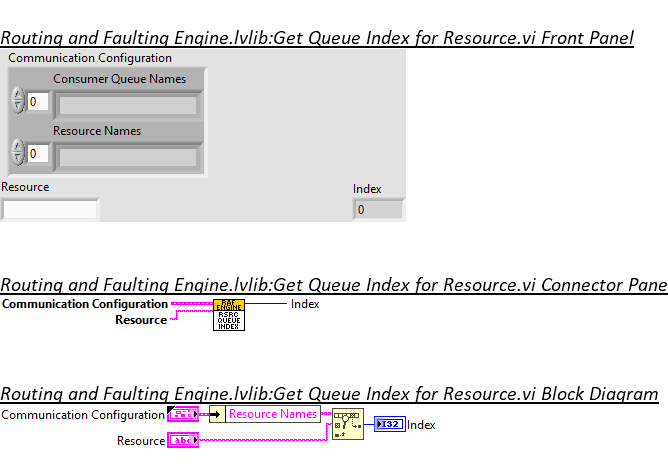 Routing and Faulting Engine.lvlib:Get Queue Index for Resource.vi Front Panel
Communication Configuration
Consumer Queue Names
0
Resource Names
0
Resource
Index
0
Routing and Faulting Engine.lvlib:Get Queue Index for Resource.vi Connector Pane
Communication Configuration
Resource
RAF
ENGINE
RSRC
QUEUE
INDEX
Index
Routing and Faulting Engine.lvlib:Get Queue Index for Resource.vi Block Diagram
Communication Configuration
Resource Names
I32
Index
Resource
abc